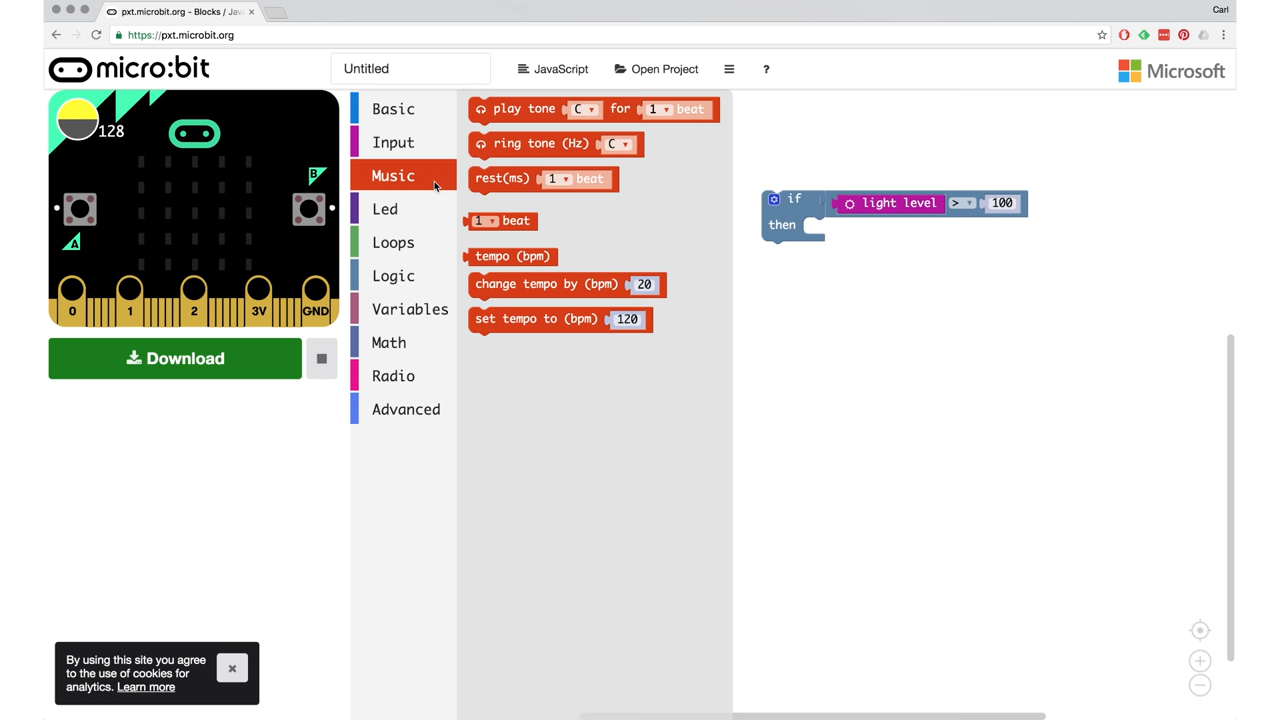 pxt.microbit.org - Blocks / Jav
Carl
https://pxt.microbit.org
micro:bit
Untitled
JavaScript
Open Project
?
Microsoft
128
B
A
0 1 2 3V GND
Download
Basic
Input
Music
Led
Loops
Logic
Variables
Math
Radio
Advanced
play tone C for 1 beat
ring tone (Hz) C
rest(ms) 1 beat
1 beat
tempo (bpm)
change tempo by (bpm) 20
set tempo to (bpm) 120
if light level > 100
then
By using this site you agree
to the use of cookies for
analytics. Learn more